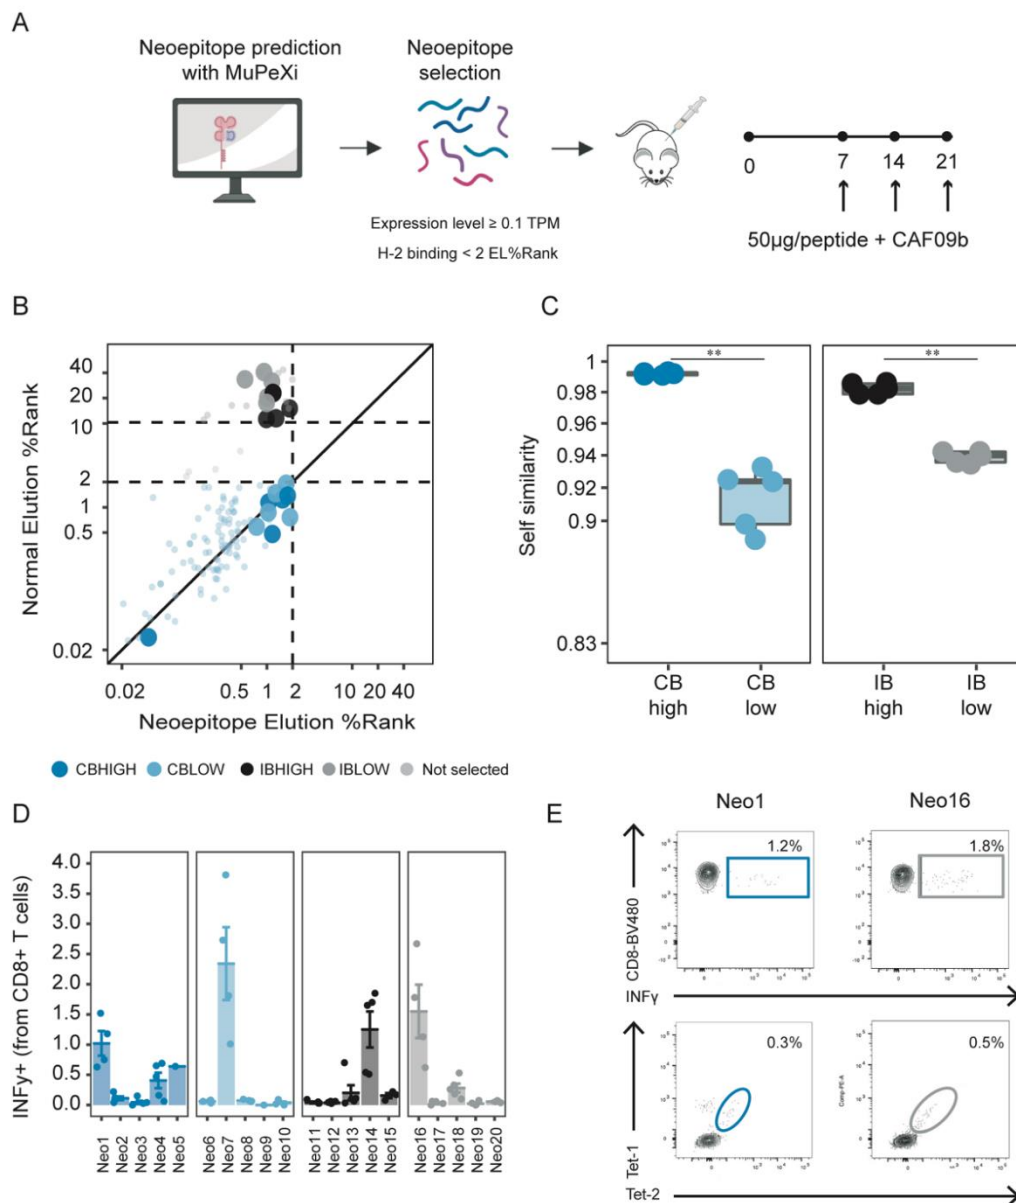 A
Neoepitope prediction
with MuPeXi
Neoepitope
selection
Expression level ≥ 0.1 TPM
H-2 binding < 2 EL%Rank
0 7 14 21
50µg/peptide + CAF09b
B
Normal Elution %Rank
40
20
10
2
1
0.5
0.02
0.02 0.5 1 2 10 20 40
Neoepitope Elution %Rank
CBHIGH CBLOW IBHIGH IBLOW Not selected
C
Self similarity
1
0.98
0.96
0.94
0.92
0.9
0.83
** **
CB
high
CB
low
IB
high
IB
low
D
INFγ+ (from CD8+ T cells)
4.0
3.5
3.0
2.5
2.0
1.5
1.0
0.5
0.0
Neo1
Neo2
Neo3
Neo4
Neo5
Neo6
Neo7
Neo8
Neo9
Neo10
Neo11
Neo12
Neo13
Neo14
Neo15
Neo16
Neo17
Neo18
Neo19
Neo20
E
Neo1 Neo16
CD8-BV480
1.2% 1.8%
INFγ
Tet-1
0.3% 0.5%
Comp-PE-A
Tet-2